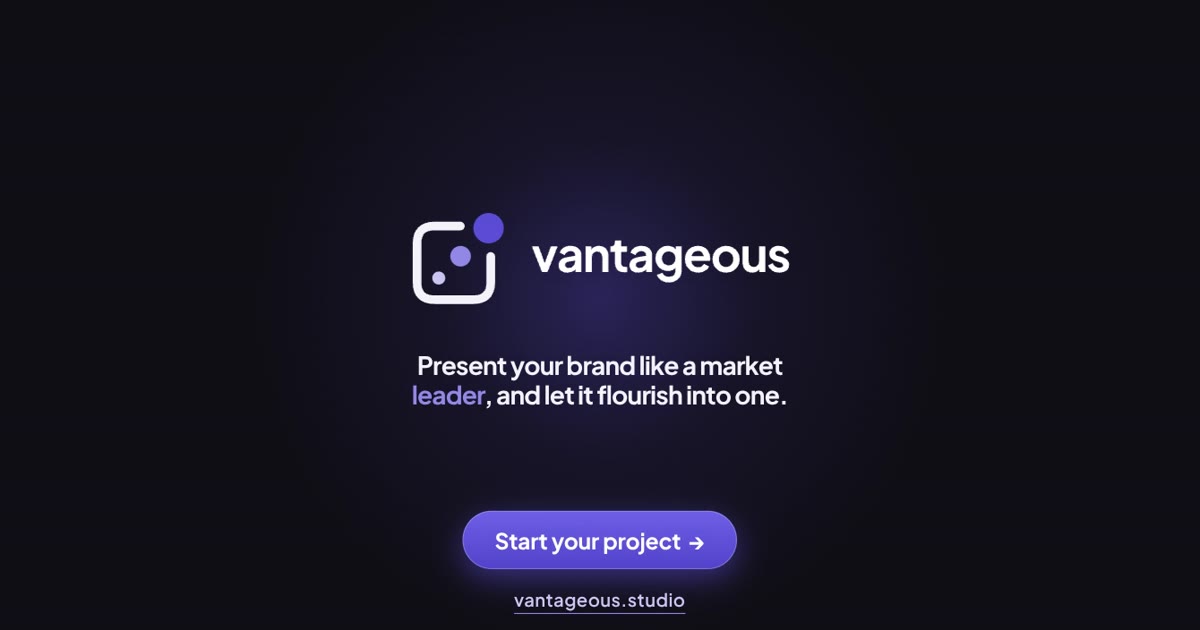 vantageous
Present your brand like a market
leader, and let it flourish into one.
Start your project →
vantageous.studio